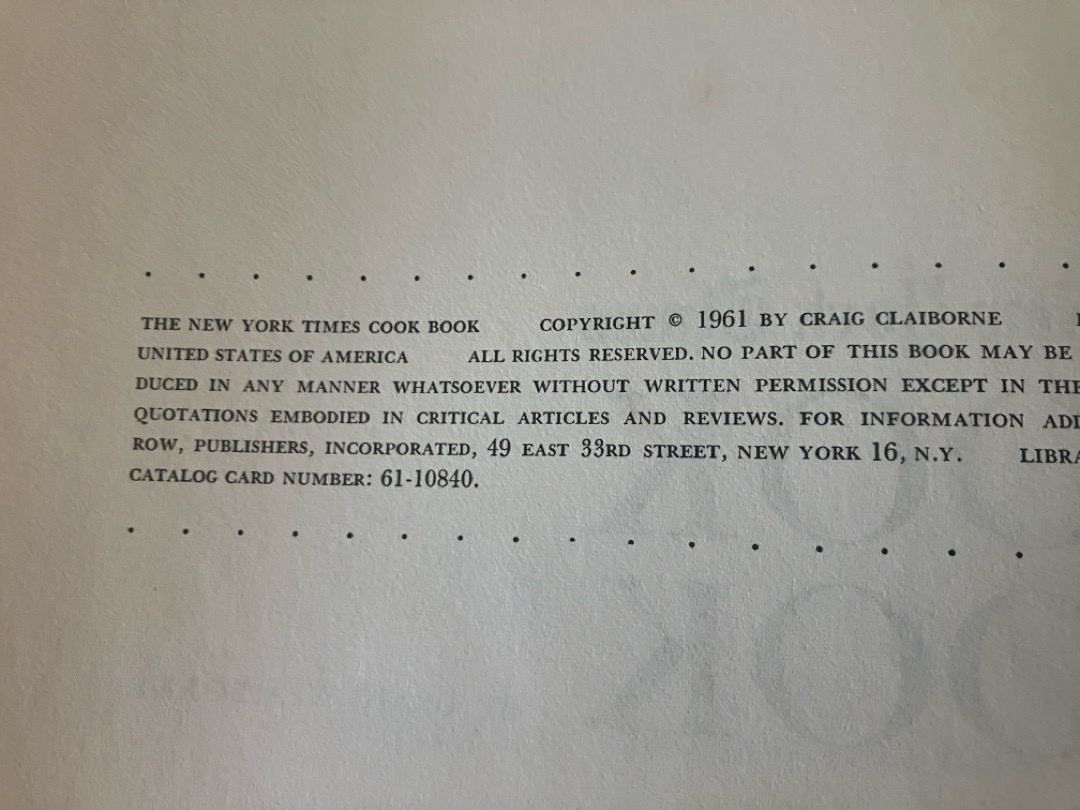 THE NEW YORK TIMES COOK BOOK COPYRIGHT © 1961 BY CRAIG CLAIBORNE
UNITED STATES OF AMERICA ALL RIGHTS RESERVED. NO PART OF THIS BOOK MAY BE
DUCED IN ANY MANNER WHATSOEVER WITHOUT WRITTEN PERMISSION EXCEPT IN THE
QUOTATIONS EMBODIED IN CRITICAL ARTICLES AND REVIEWS. FOR INFORMATION
ROW, PUBLISHERS, INCORPORATED, 49 EAST 33RD STREET, NEW YORK 16, N.Y.
CATALOG CARD NUMBER: 61-10840.